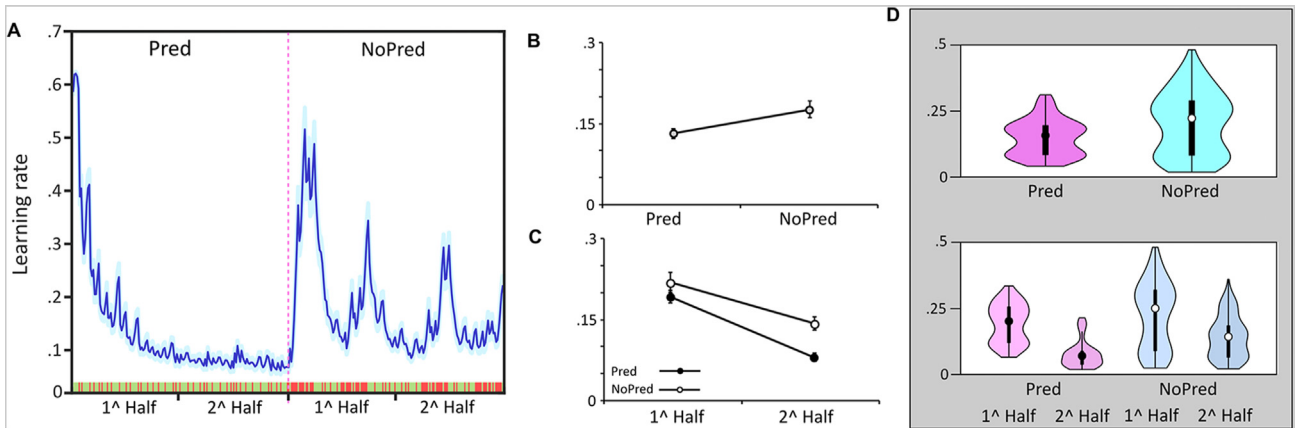 A
Learning rate
.7
.6
.5
.4
.3
.2
.1
0
Pred
NoPred
1^ Half
2^ Half
1^ Half
2^ Half
B
.3
.15
0
Pred
NoPred
C
.3
.15
0
Pred
NoPred
1^ Half
2^ Half
D
.5
.25
0
Pred
NoPred
.5
.25
0
Pred
NoPred
1^ Half
2^ Half
1^ Half
2^ Half